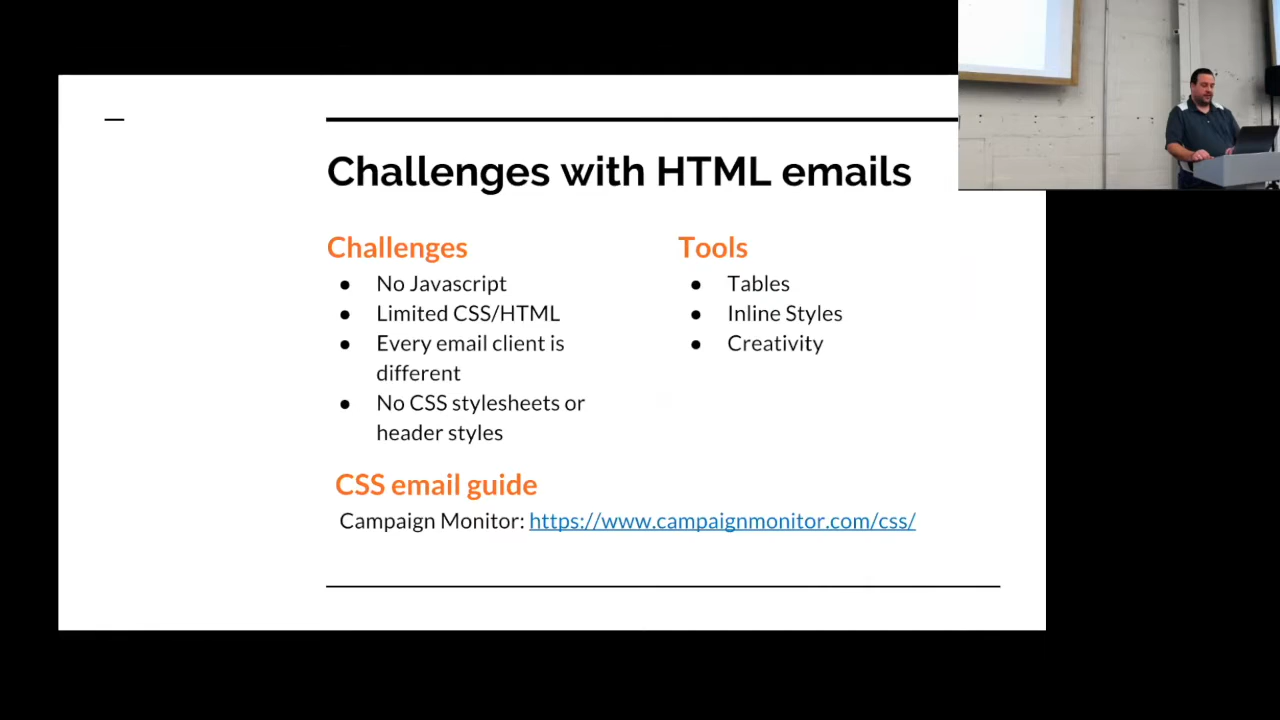 Challenges with HTML emails
Challenges
● No Javascript
● Limited CSS/HTML
● Every email client is
different
● No CSS stylesheets or
header styles
Tools
● Tables
● Inline Styles
● Creativity
CSS email guide
Campaign Monitor: https://www.campaignmonitor.com/css/